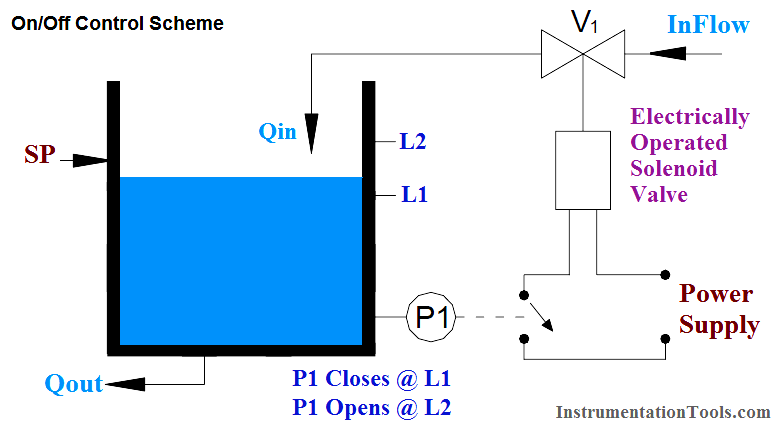 On/Off Control Scheme
V1
InFlow
Qin
L2
SP
L1
Electrically
Operated
Solenoid
Valve
P1
Power
Supply
Qout
P1 Closes @ L1
P1 Opens @ L2
InstrumentationTools.com